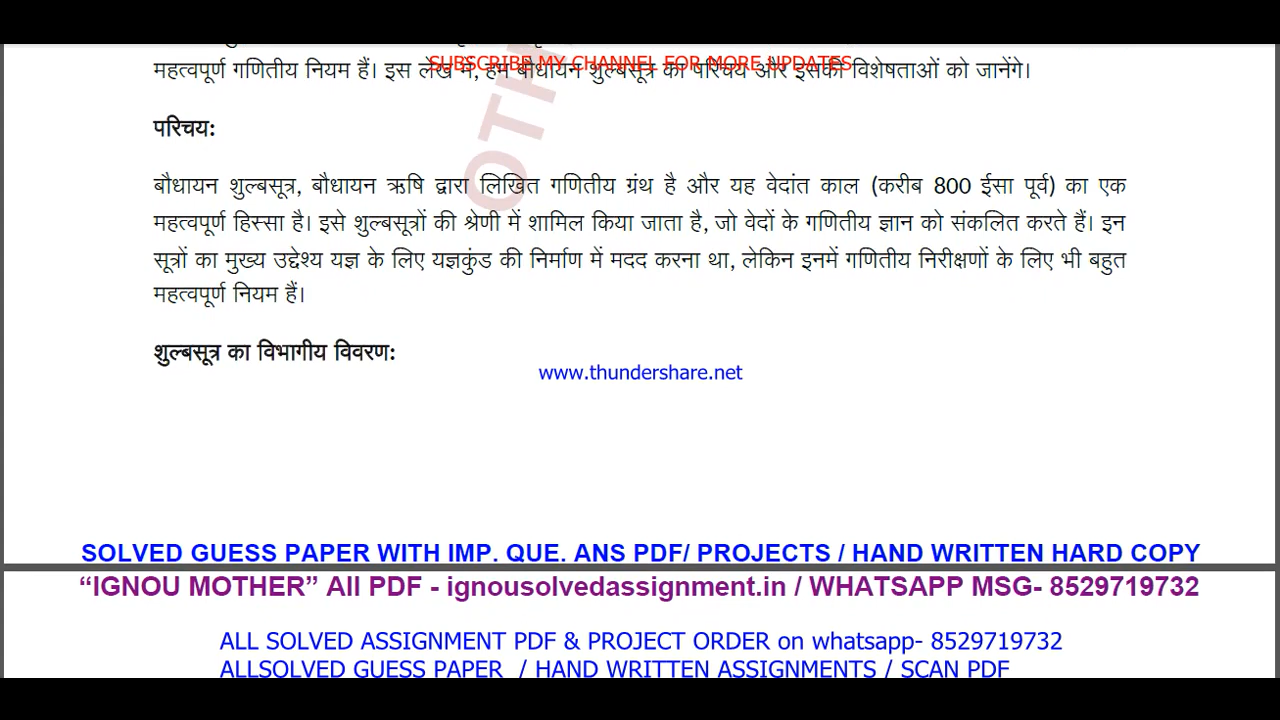 SUBSCRIBE MY CHANNEL FOR MORE UPDATES
महत्वपूर्ण गणितीय नियम हैं। इस लेख में, हम बौधायन शुल्बसूत्र का परिचय और इसकी विशेषताओं को जानेंगे।
परिचय:
बौधायन शुल्बसूत्र, बौधायन ऋषि द्वारा लिखित गणितीय ग्रंथ है और यह वेदांत काल (करीब 800 ईसा पूर्व) का एक
महत्वपूर्ण हिस्सा है। इसे शुल्बसूत्रों की श्रेणी में शामिल किया जाता है, जो वेदों के गणितीय ज्ञान को संकलित करते हैं। इन
सूत्रों का मुख्य उद्देश्य यज्ञ के लिए यज्ञकुंड की निर्माण में मदद करना था, लेकिन इनमें गणितीय निरीक्षणों के लिए भी बहुत
महत्वपूर्ण नियम हैं।
शुल्बसूत्र का विभागीय विवरण:
www.thundershare.net
SOLVED GUESS PAPER WITH IMP. QUE. ANS PDF/ PROJECTS / HAND WRITTEN HARD COPY
“IGNOU MOTHER” All PDF - ignousolvedassignment.in / WHATSAPP MSG- 8529719732
ALL SOLVED ASSIGNMENT PDF & PROJECT ORDER on whatsapp- 8529719732
ALLSOLVED GUESS PAPER / HAND WRITTEN ASSIGNMENTS / SCAN PDF